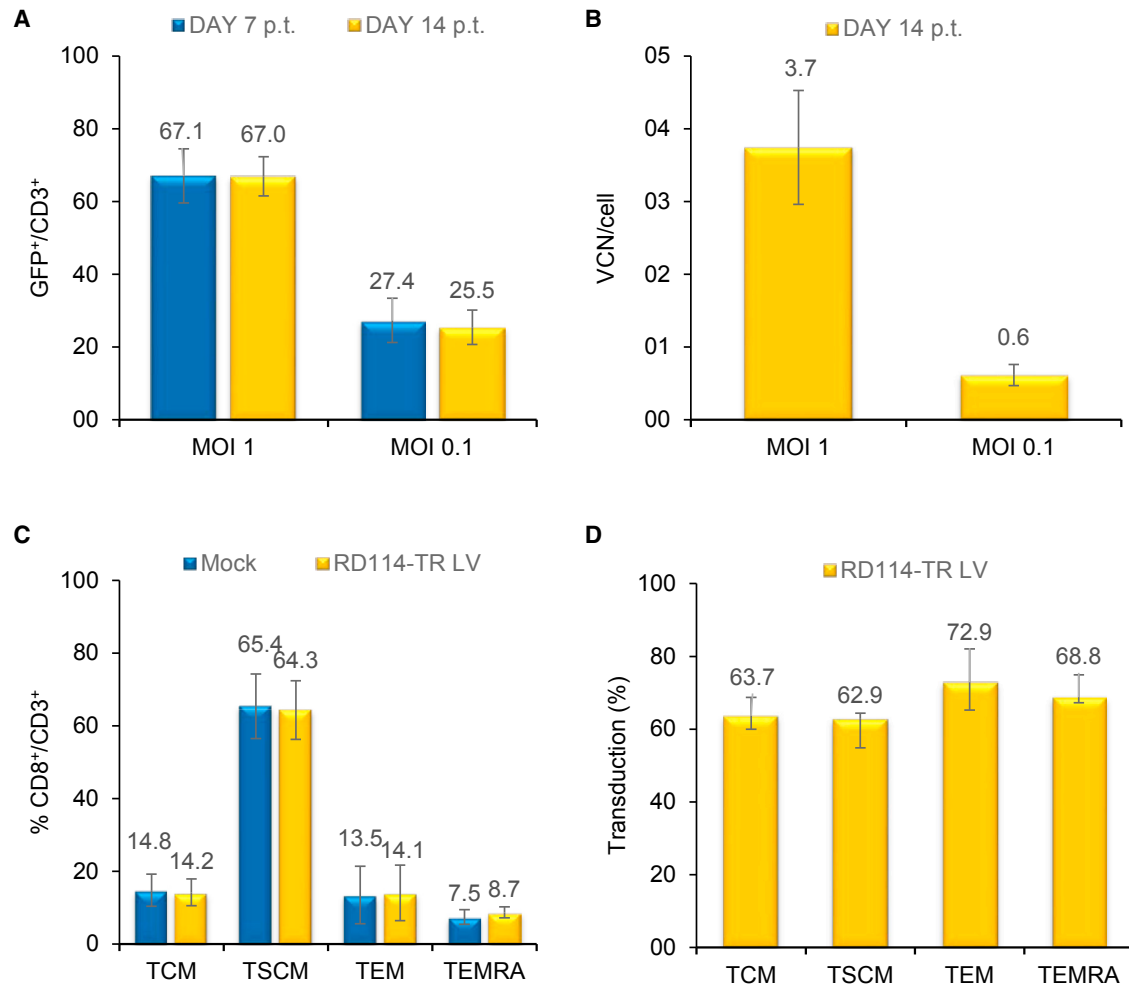 A
DAY 7 p.t. DAY 14 p.t.
100
80
60
40
20
00
GFP⁺/CD3⁺
67.1 67.0
27.4 25.5
MOI 1 MOI 0.1
B
DAY 14 p.t.
05
04
03
02
01
00
VCN/cell
3.7
0.6
MOI 1 MOI 0.1
C
Mock RD114-TR LV
100
80
60
40
20
0
% CD8⁺/CD3⁺
14.8 14.2
65.4 64.3
13.5 14.1
7.5 8.7
TCM TSCM TEM TEMRA
D
RD114-TR LV
100
80
60
40
20
00
Transduction (%)
63.7 62.9 72.9 68.8
TCM TSCM TEM TEMRA